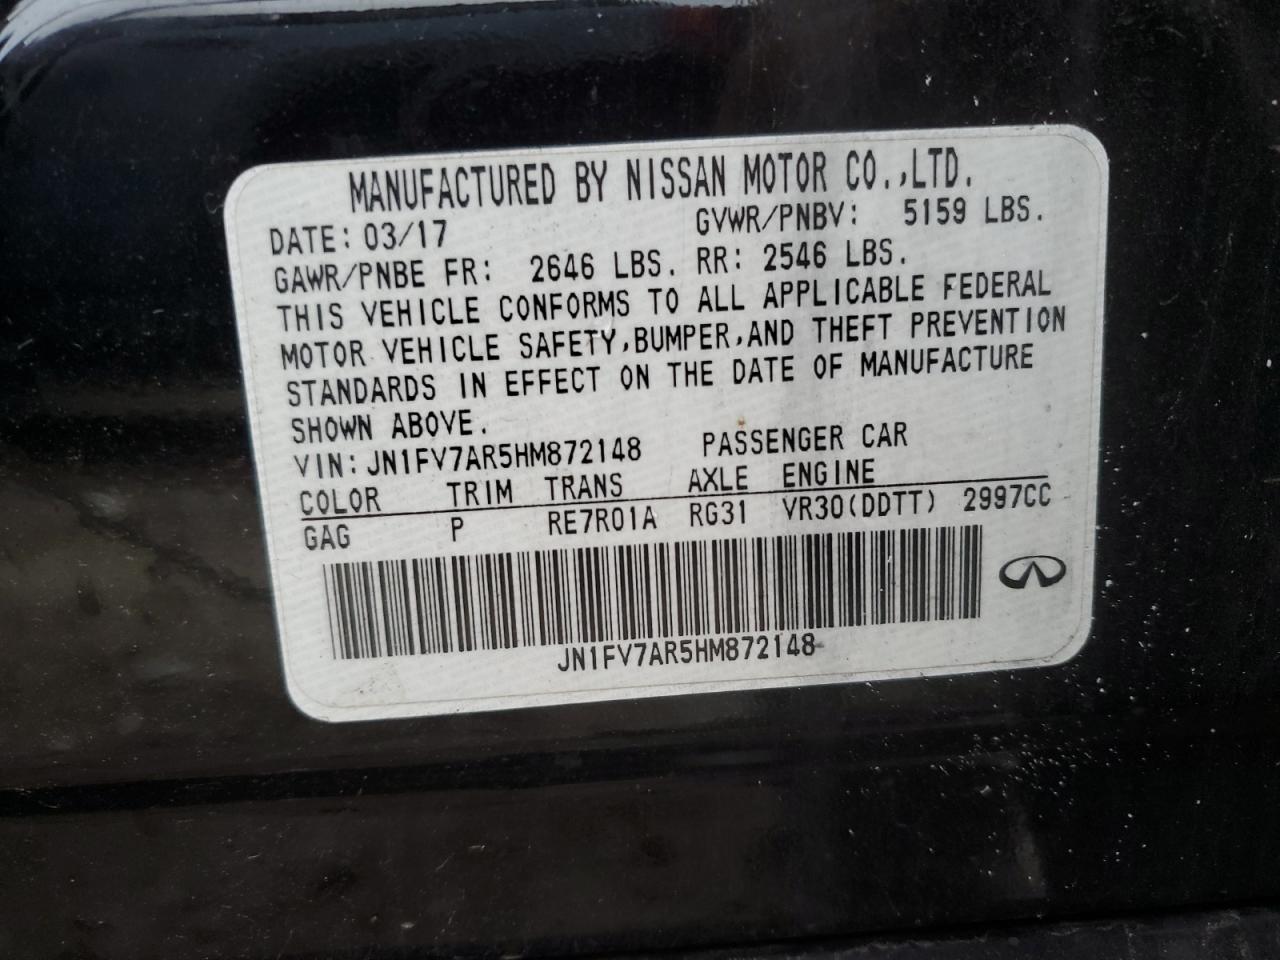 MANUFACTURED BY NISSAN MOTOR CO.,LTD.
DATE: 03/17 GVWR/PNBV: 5159 LBS.
GAWR/PNBE FR: 2646 LBS. RR: 2546 LBS.
THIS VEHICLE CONFORMS TO ALL APPLICABLE FEDERAL
MOTOR VEHICLE SAFETY,BUMPER,AND THEFT PREVENTION
STANDARDS IN EFFECT ON THE DATE OF MANUFACTURE
SHOWN ABOVE.
VIN: JN1FV7AR5HM872148 PASSENGER CAR
COLOR TRIM TRANS AXLE ENGINE
GAG P RE7R01A RG31 VR30(DDTT) 2997CC
JN1FV7AR5HM872148